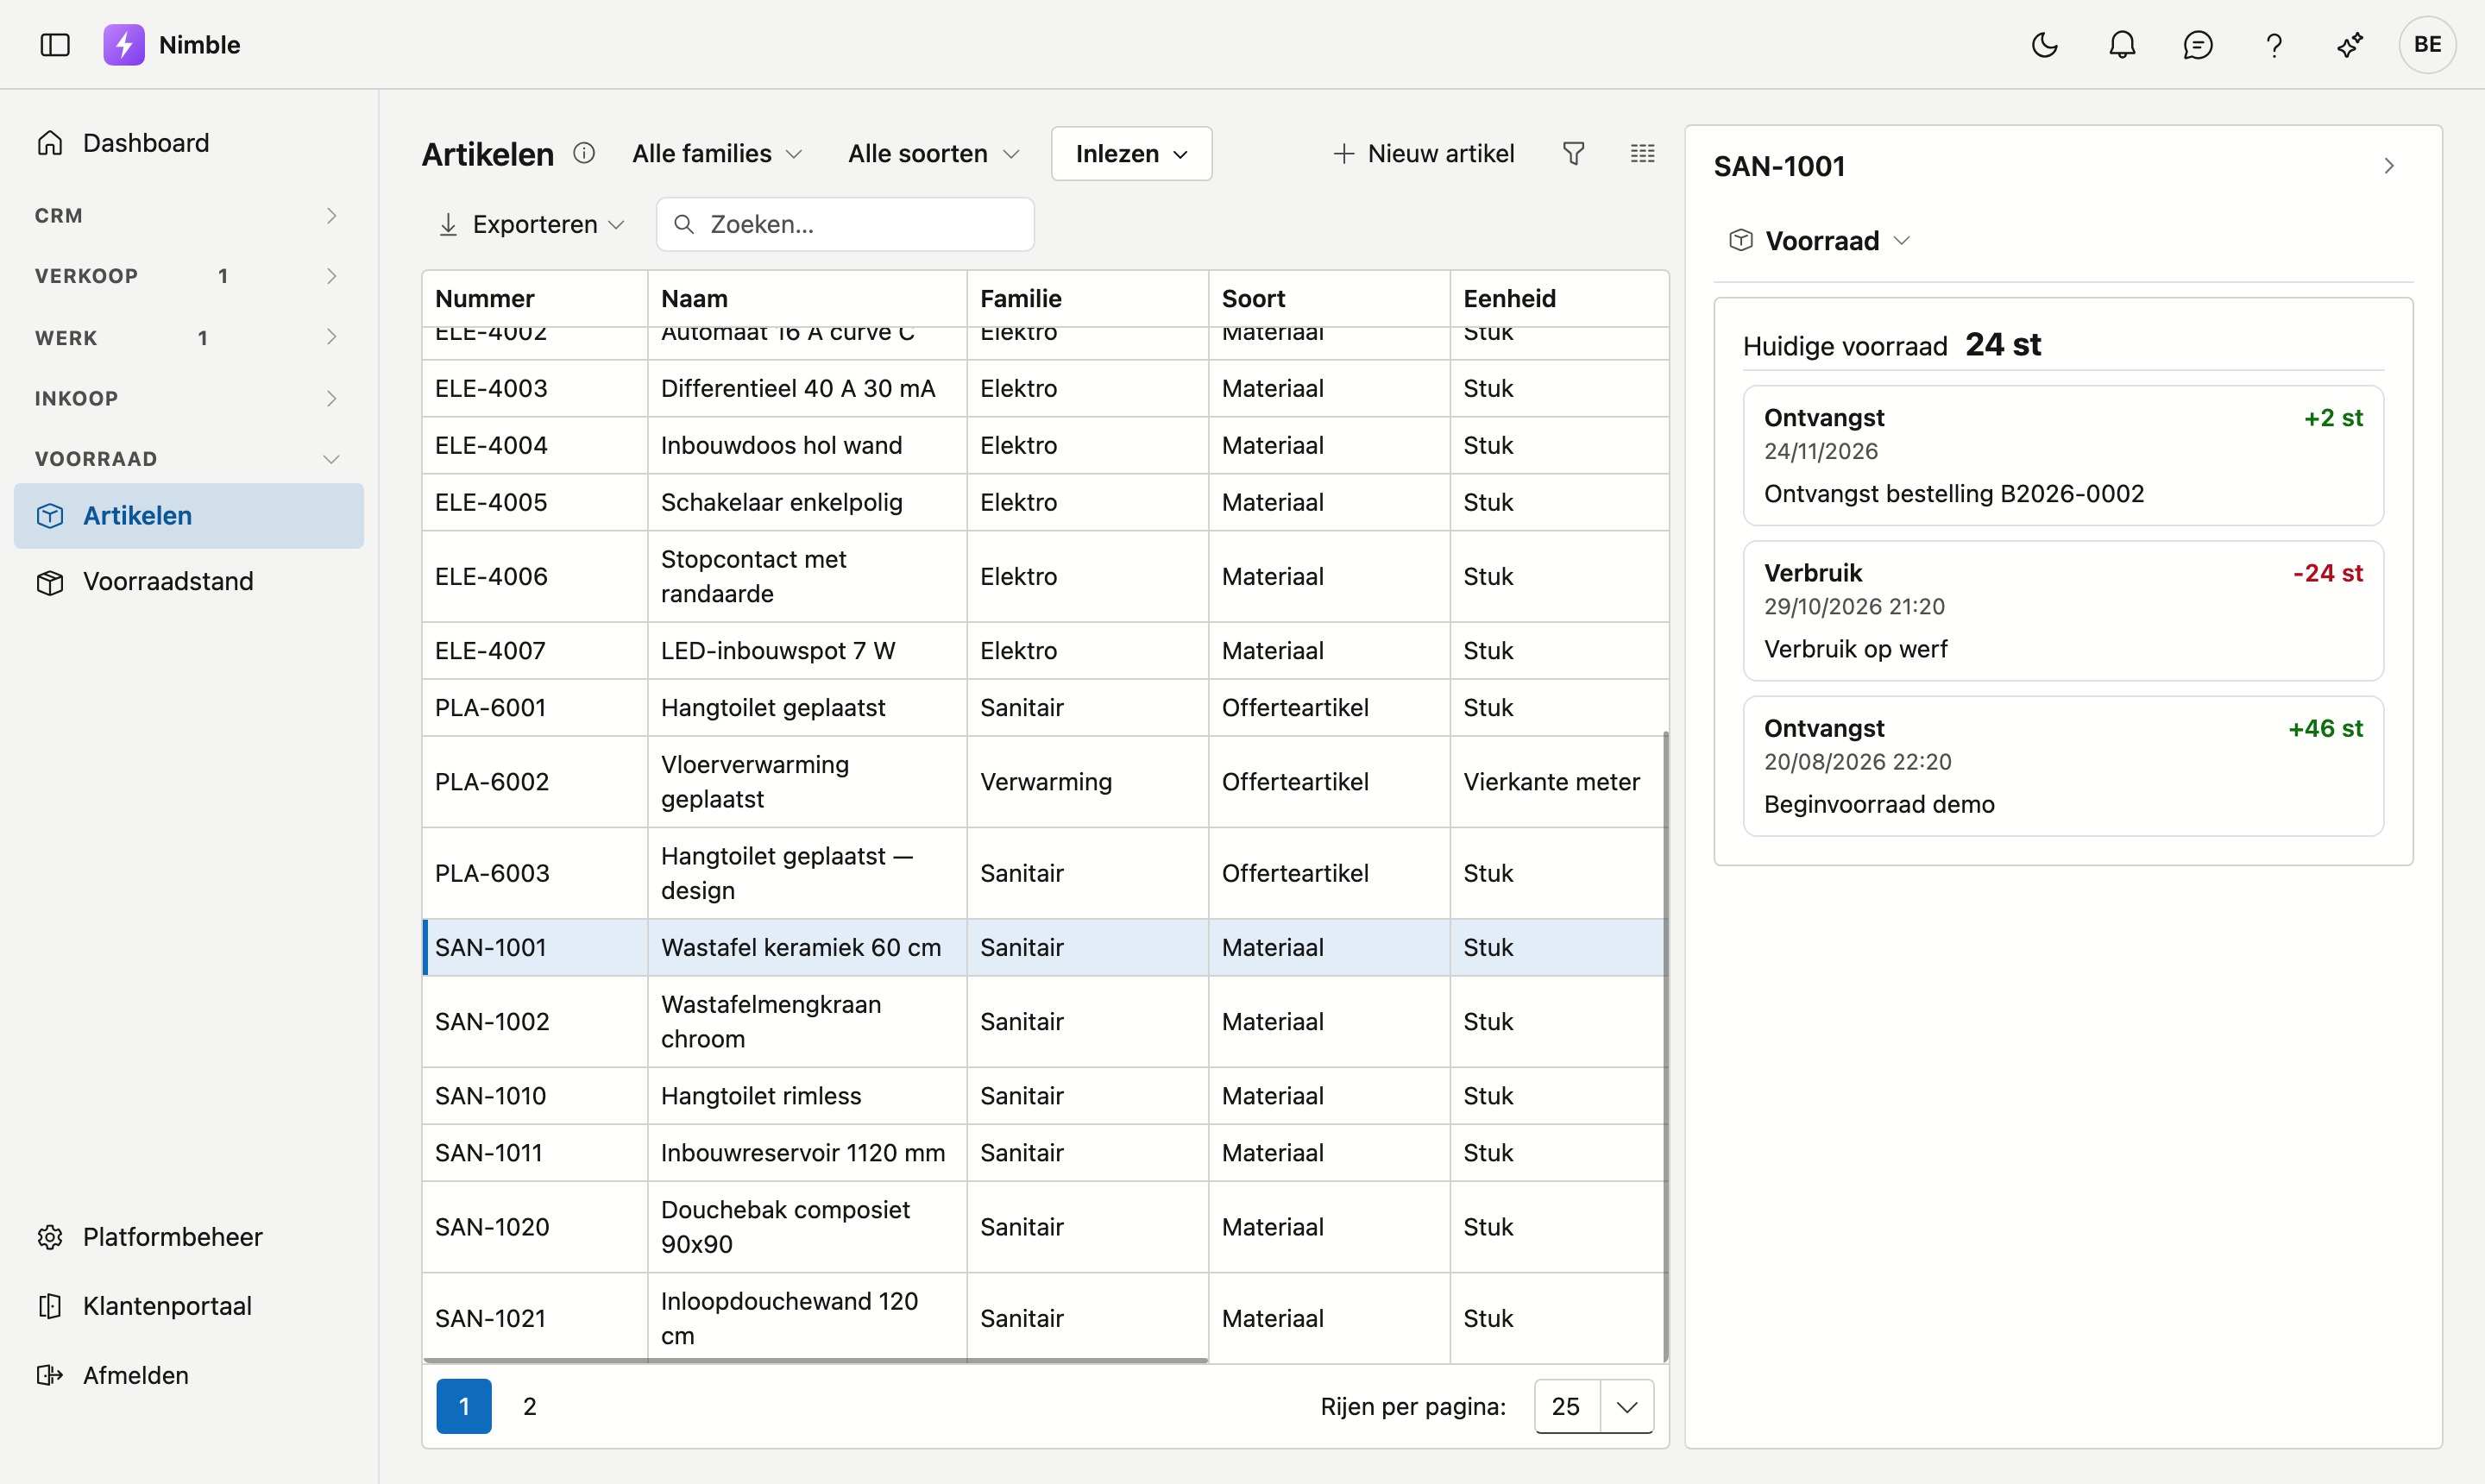 Nimble
BE
Dashboard
CRM
VERKOOP 1
WERK 1
INKOOP
VOORRAAD
Artikelen
Voorraadstand
Platformbeheer
Klantenportaal
Afmelden
Artikelen Alle families Alle soorten Inlezen Nieuw artikel
Exporteren Zoeken...
Nummer Naam Familie Soort Eenheid
ELE-4002 Automaat 16 A curve C Elektro Materiaal Stuk
ELE-4003 Differentieel 40 A 30 mA Elektro Materiaal Stuk
ELE-4004 Inbouwdoos hol wand Elektro Materiaal Stuk
ELE-4005 Schakelaar enkelpolig Elektro Materiaal Stuk
ELE-4006 Stopcontact met randaarde Elektro Materiaal Stuk
ELE-4007 LED-inbouwspot 7 W Elektro Materiaal Stuk
PLA-6001 Hangtoilet geplaatst Sanitair Offerteartikel Stuk
PLA-6002 Vloerverwarming geplaatst Verwarming Offerteartikel Vierkante meter
PLA-6003 Hangtoilet geplaatst — design Sanitair Offerteartikel Stuk
SAN-1001 Wastafel keramiek 60 cm Sanitair Materiaal Stuk
SAN-1002 Wastafelmengkraan chroom Sanitair Materiaal Stuk
SAN-1010 Hangtoilet rimless Sanitair Materiaal Stuk
SAN-1011 Inbouwreservoir 1120 mm Sanitair Materiaal Stuk
SAN-1020 Douchebak composiet 90x90 Sanitair Materiaal Stuk
SAN-1021 Inloopdouchewand 120 cm Sanitair Materiaal Stuk
1 2 Rijen per pagina: 25
SAN-1001
Voorraad
Huidige voorraad 24 st
Ontvangst +2 st
24/11/2026
Ontvangst bestelling B2026-0002
Verbruik -24 st
29/10/2026 21:20
Verbruik op werf
Ontvangst +46 st
20/08/2026 22:20
Beginvoorraad demo